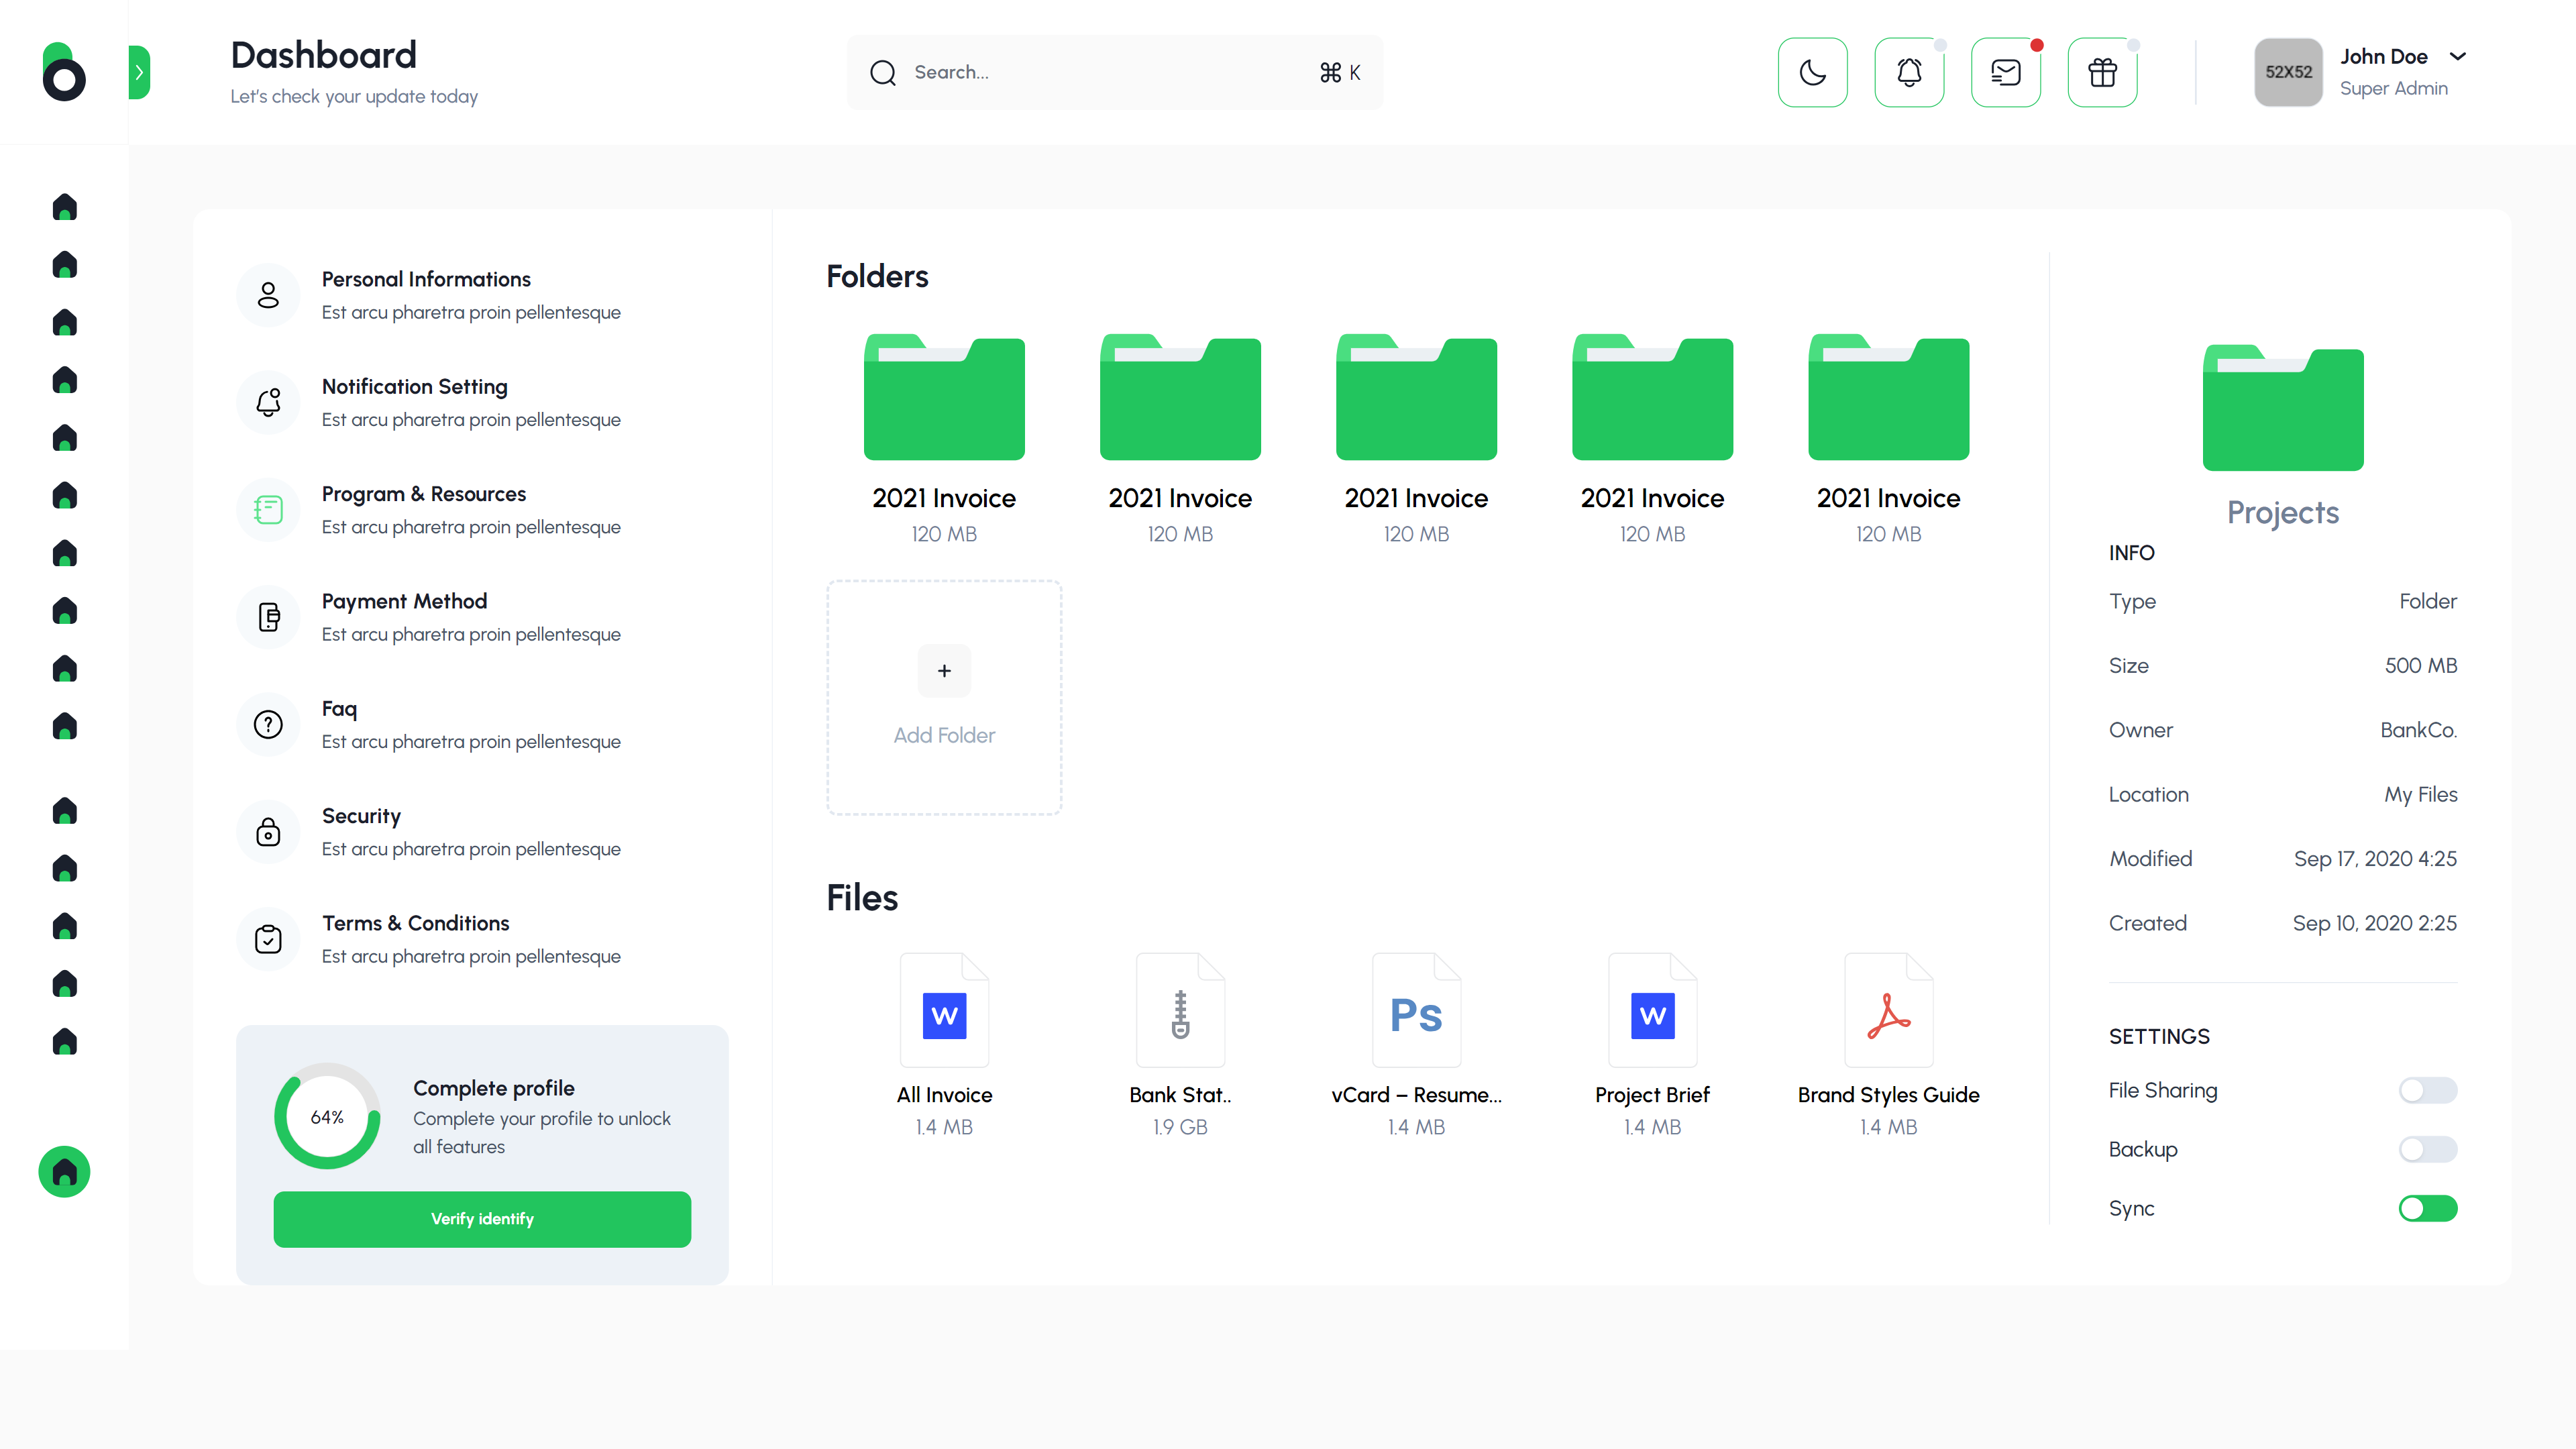 Dashboard
Let's check your update today
Search...
⌘ K
52X52
John Doe
Super Admin
Personal Informations
Est arcu pharetra proin pellentesque
Notification Setting
Est arcu pharetra proin pellentesque
Program & Resources
Est arcu pharetra proin pellentesque
Payment Method
Est arcu pharetra proin pellentesque
Faq
Est arcu pharetra proin pellentesque
Security
Est arcu pharetra proin pellentesque
Terms & Conditions
Est arcu pharetra proin pellentesque
64%
Complete profile
Complete your profile to unlock
all features
Verify identify
Folders
2021 Invoice
120 MB
2021 Invoice
120 MB
2021 Invoice
120 MB
2021 Invoice
120 MB
2021 Invoice
120 MB
+
Add Folder
Files
W
All Invoice
1.4 MB
Bank Stat..
1.9 GB
Ps
vCard – Resume...
1.4 MB
W
Project Brief
1.4 MB
Brand Styles Guide
1.4 MB
Projects
INFO
Type Folder
Size 500 MB
Owner BankCo.
Location My Files
Modified Sep 17, 2020 4:25
Created Sep 10, 2020 2:25
SETTINGS
File Sharing
Backup
Sync